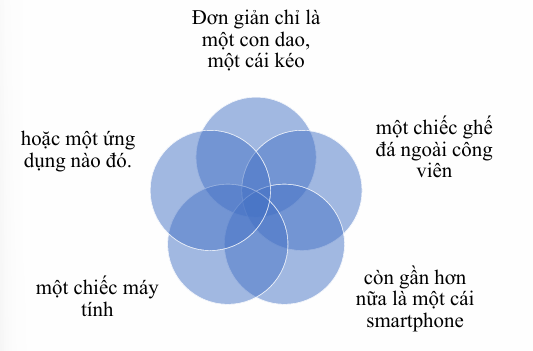 Đơn giản chỉ là
một con dao,
một cái kéo
một chiếc ghế
đá ngoài công
viên
còn gần hơn
nữa là một cái
smartphone
một chiếc máy
tính
hoặc một ứng
dụng nào đó.